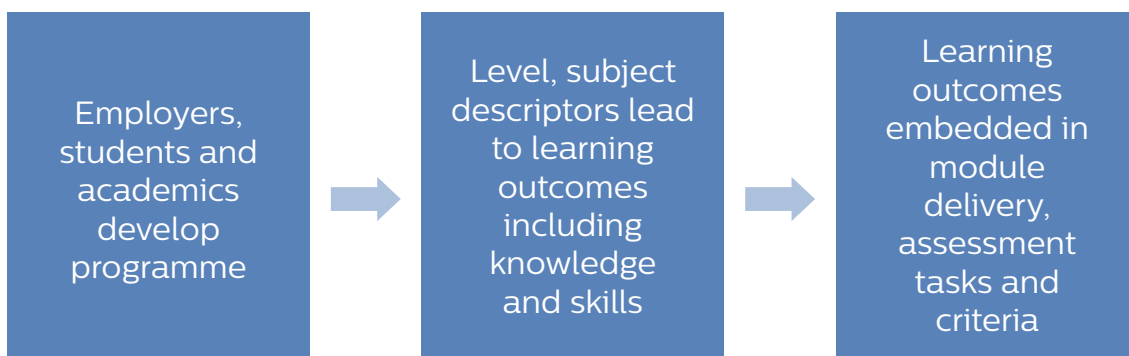 Employers,
students and
academics
develop
programme
Level, subject
descriptors lead
to learning
outcomes
including
knowledge
and skills
Learning
outcomes
embedded in
module
delivery,
assessment
tasks and
criteria